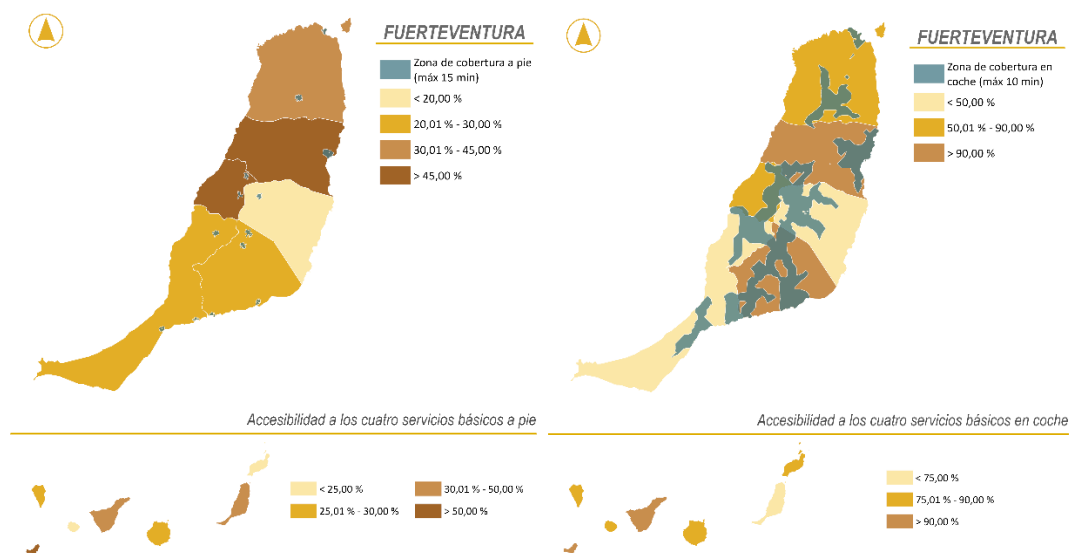 FUERTEVENTURA
Zona de cobertura a pie
(máx 15 min)
< 20,00 %
20,01 % - 30,00 %
30,01 % - 45,00 %
> 45,00 %
Accesibilidad a los cuatro servicios básicos a pie
< 25,00 %
25,01 % - 30,00 %
30,01 % - 50,00 %
> 50,00 %
FUERTEVENTURA
Zona de cobertura en
coche (máx 10 min)
< 50,00 %
50,01 % - 90,00 %
> 90,00 %
Accesibilidad a los cuatro servicios básicos en coche
< 75,00 %
75,01 % - 90,00 %
> 90,00 %